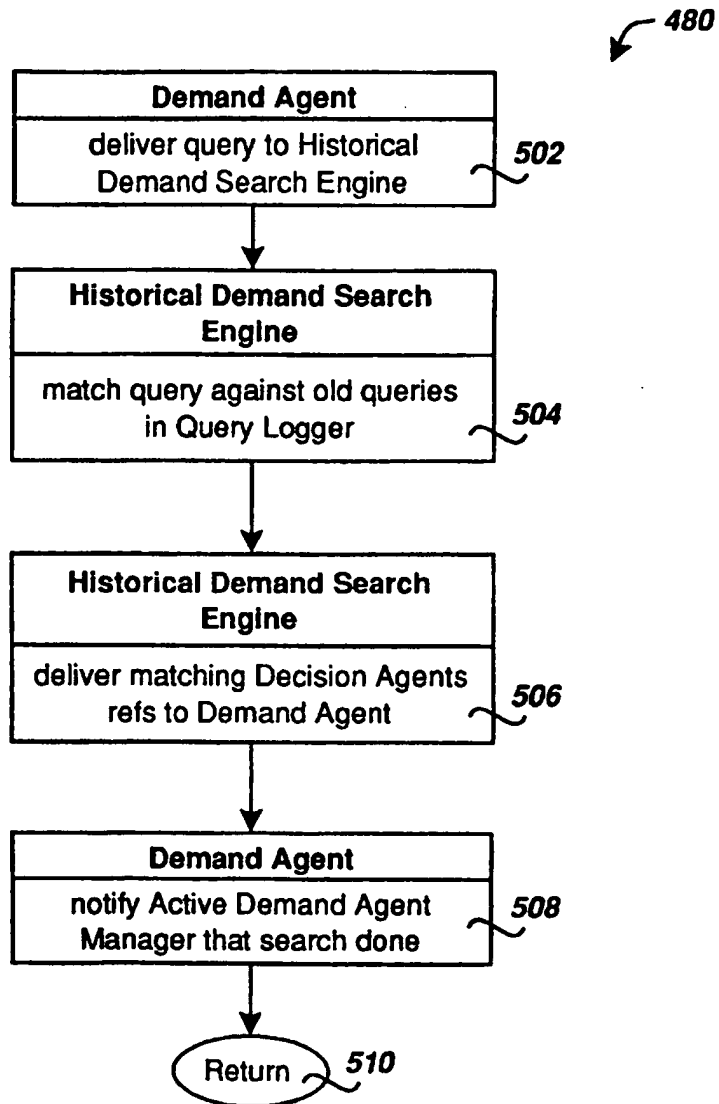 480
Demand Agent
deliver query to Historical
Demand Search Engine
502
Historical Demand Search
Engine
match query against old queries
in Query Logger
504
Historical Demand Search
Engine
deliver matching Decision Agents
refs to Demand Agent
506
Demand Agent
notify Active Demand Agent
Manager that search done
508
Return
510